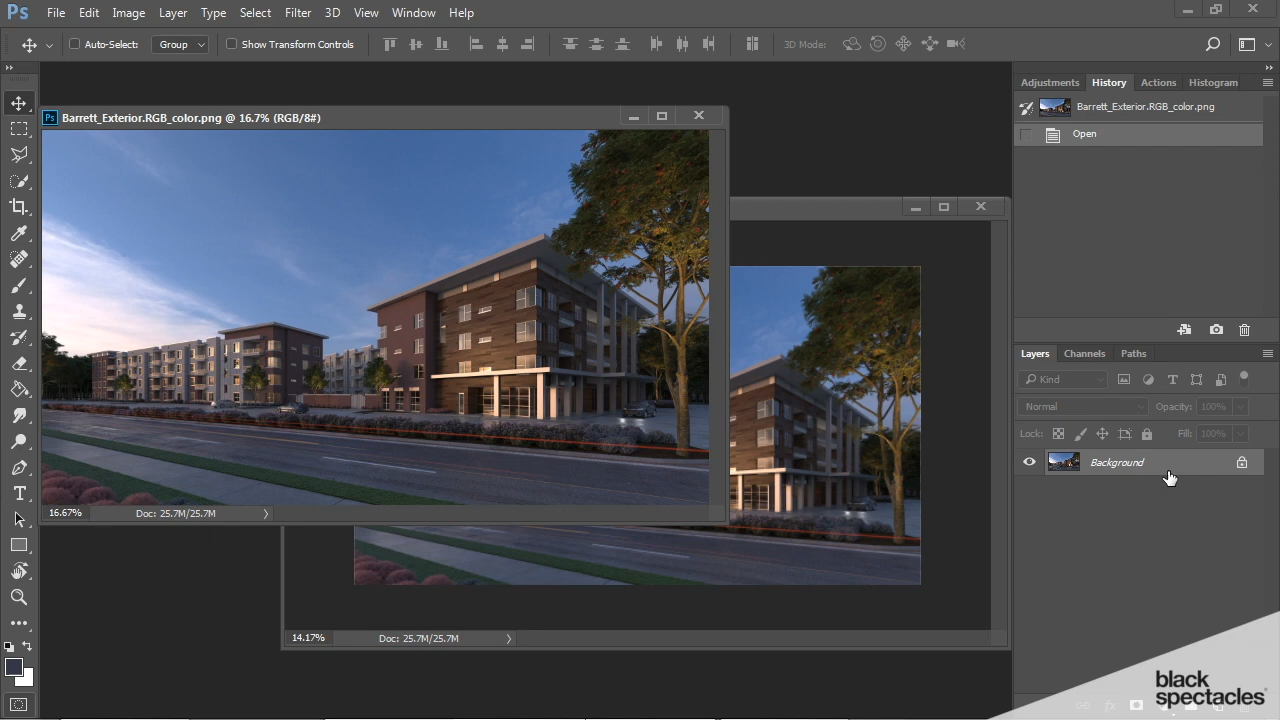 Ps File Edit Image Layer Type Select Filter 3D View Window Help
Auto-Select: Group Show Transform Controls 3D Mode:
Adjustments History Actions Histogram
Ps Barrett_Exterior.RGB_color.png @ 16.7% (RGB/8#)
Barrett_Exterior.RGB_color.png
Open
Layers Channels Paths
Kind
Normal Opacity: 100%
Lock: Fill: 100%
Background
16.67% Doc: 25.7M/25.7M
14.17% Doc: 25.7M/25.7M
black
spectacles